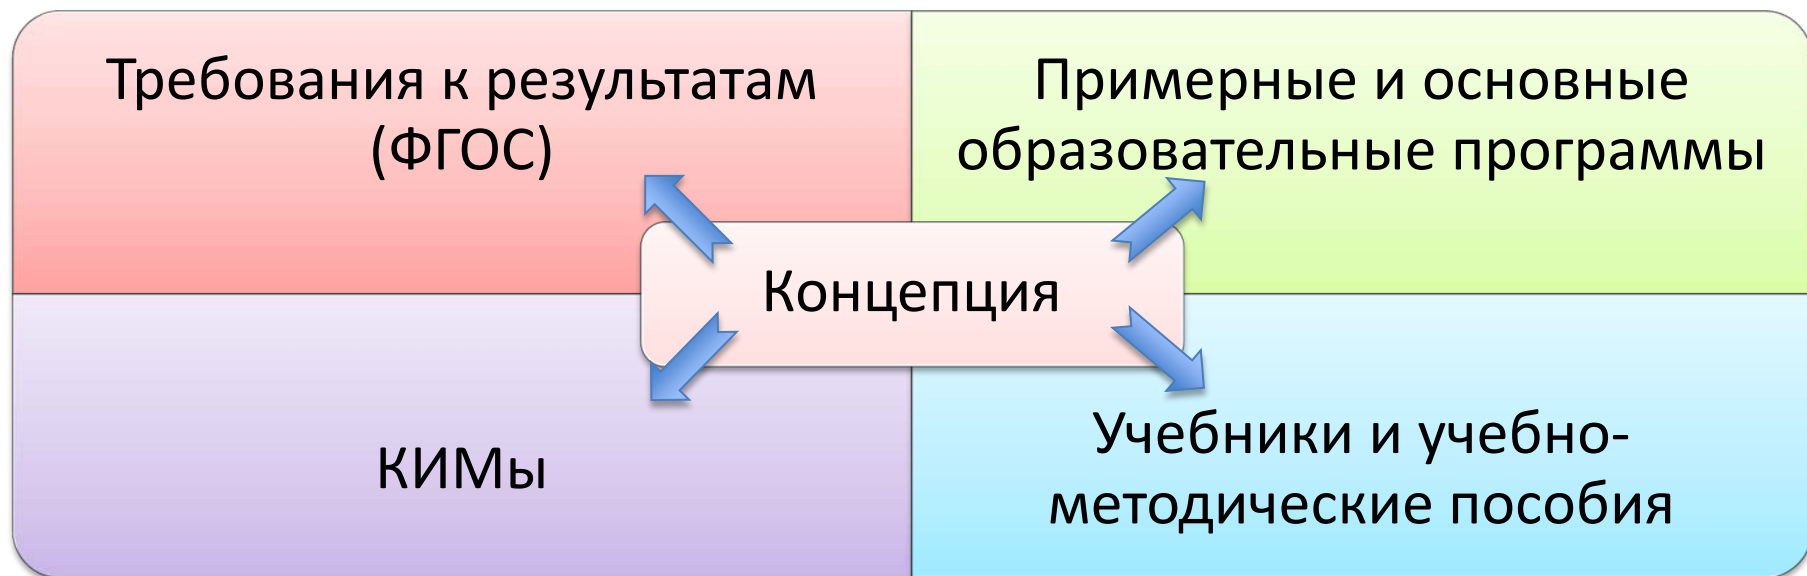 Требования к результатам
(ФГОС)
Примерные и основные
образовательные программы
Концепция
КИМы
Учебники и учебно-
методические пособия